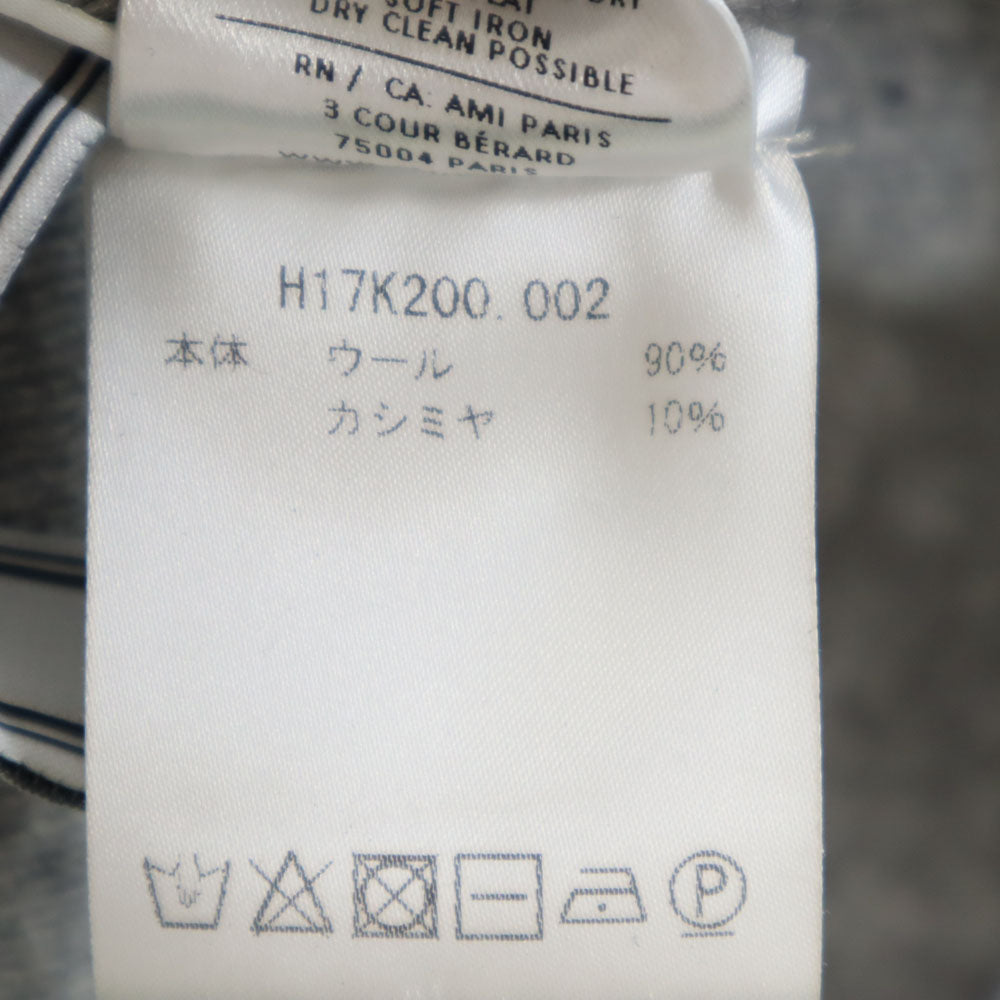 SOFT IRON
DRY CLEAN POSSIBLE
RN / CA: AMI PARIS
3 COUR BÉRARD
75004 PARIS
H17K200.002
本体 ウール 90%
カシミヤ 10%
P